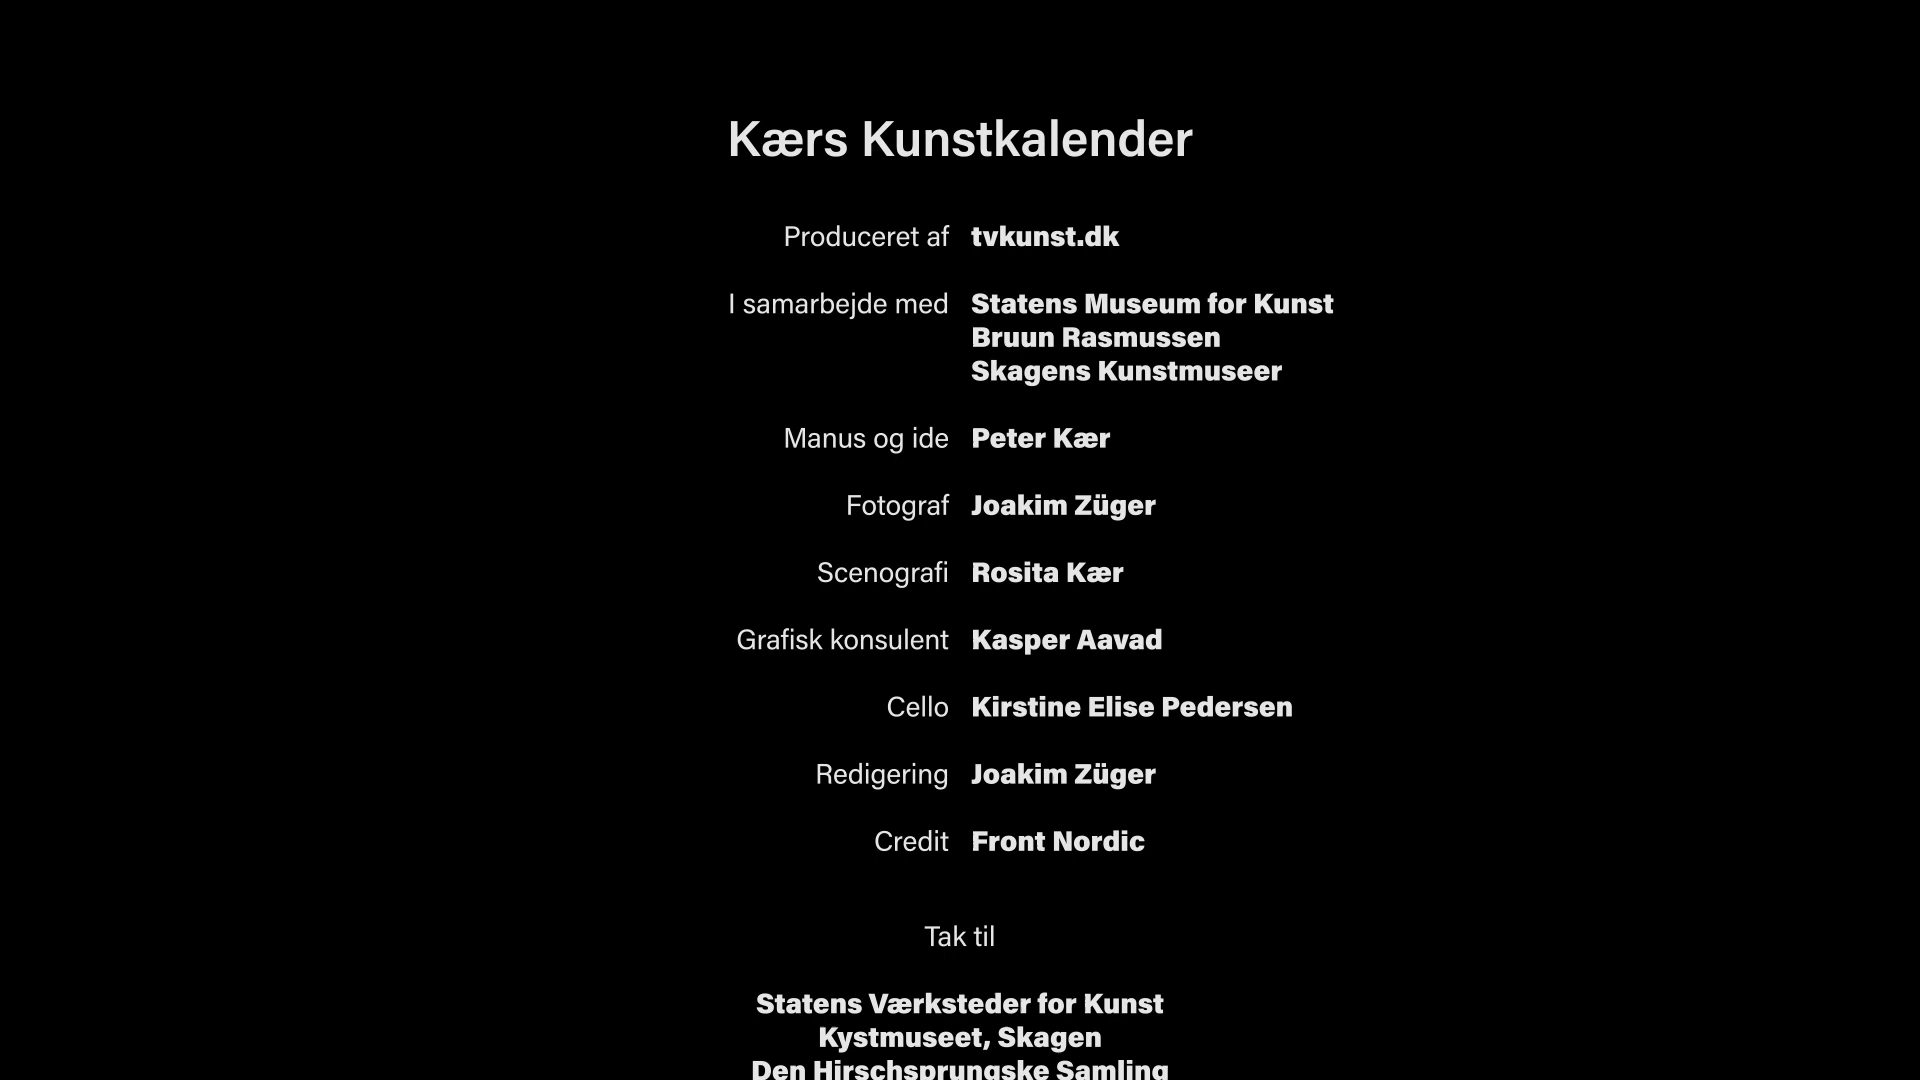 Kærs Kunstkalender
Produceret af tvkunst.dk
I samarbejde med Statens Museum for Kunst
Bruun Rasmussen
Skagens Kunstmuseer
Manus og ide Peter Kær
Fotograf Joakim Züger
Scenografi Rosita Kær
Grafisk konsulent Kasper Aavad
Cello Kirstine Elise Pedersen
Redigering Joakim Züger
Credit Front Nordic
Tak til
Statens Værksteder for Kunst
Kystmuseet, Skagen
Den Hirschsprungske Samling